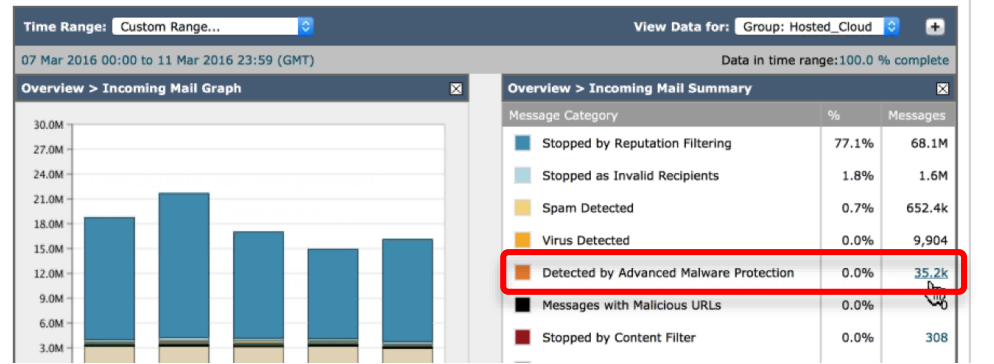 Time Range: Custom Range... View Data for: Group: Hosted_Cloud
07 Mar 2016 00:00 to 11 Mar 2016 23:59 (GMT) Data in time range:100.0 % complete
Overview > Incoming Mail Graph
30.0M
27.0M
24.0M
21.0M
18.0M
15.0M
12.0M
9.0M
6.0M
3.0M
Overview > Incoming Mail Summary
Message Category % Messages
Stopped by Reputation Filtering 77.1% 68.1M
Stopped as Invalid Recipients 1.8% 1.6M
Spam Detected 0.7% 652.4k
Virus Detected 0.0% 9,904
Detected by Advanced Malware Protection 0.0% 35.2k
Messages with Malicious URLs 0.0% 0
Stopped by Content Filter 0.0% 308